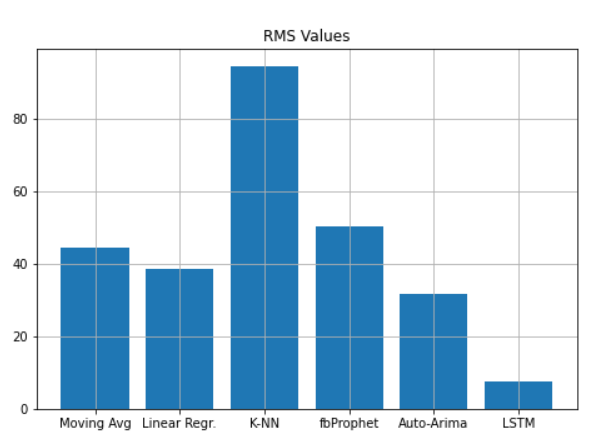 RMS Values
80
60
40
20
0
Moving Avg Linear Regr. K-NN fbProphet Auto-Arima LSTM